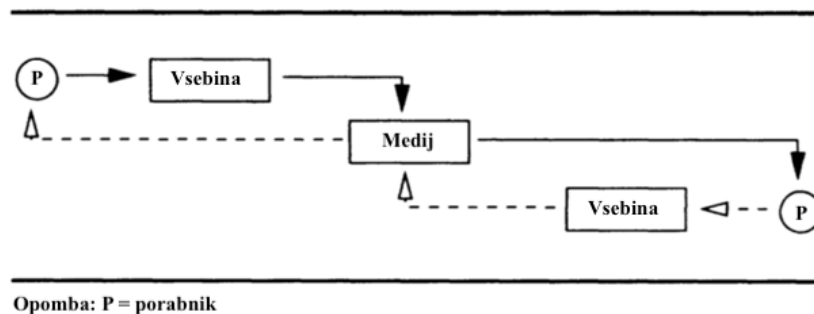 P
Vsebina
Medij
Vsebina
P
Opomba: P = porabnik